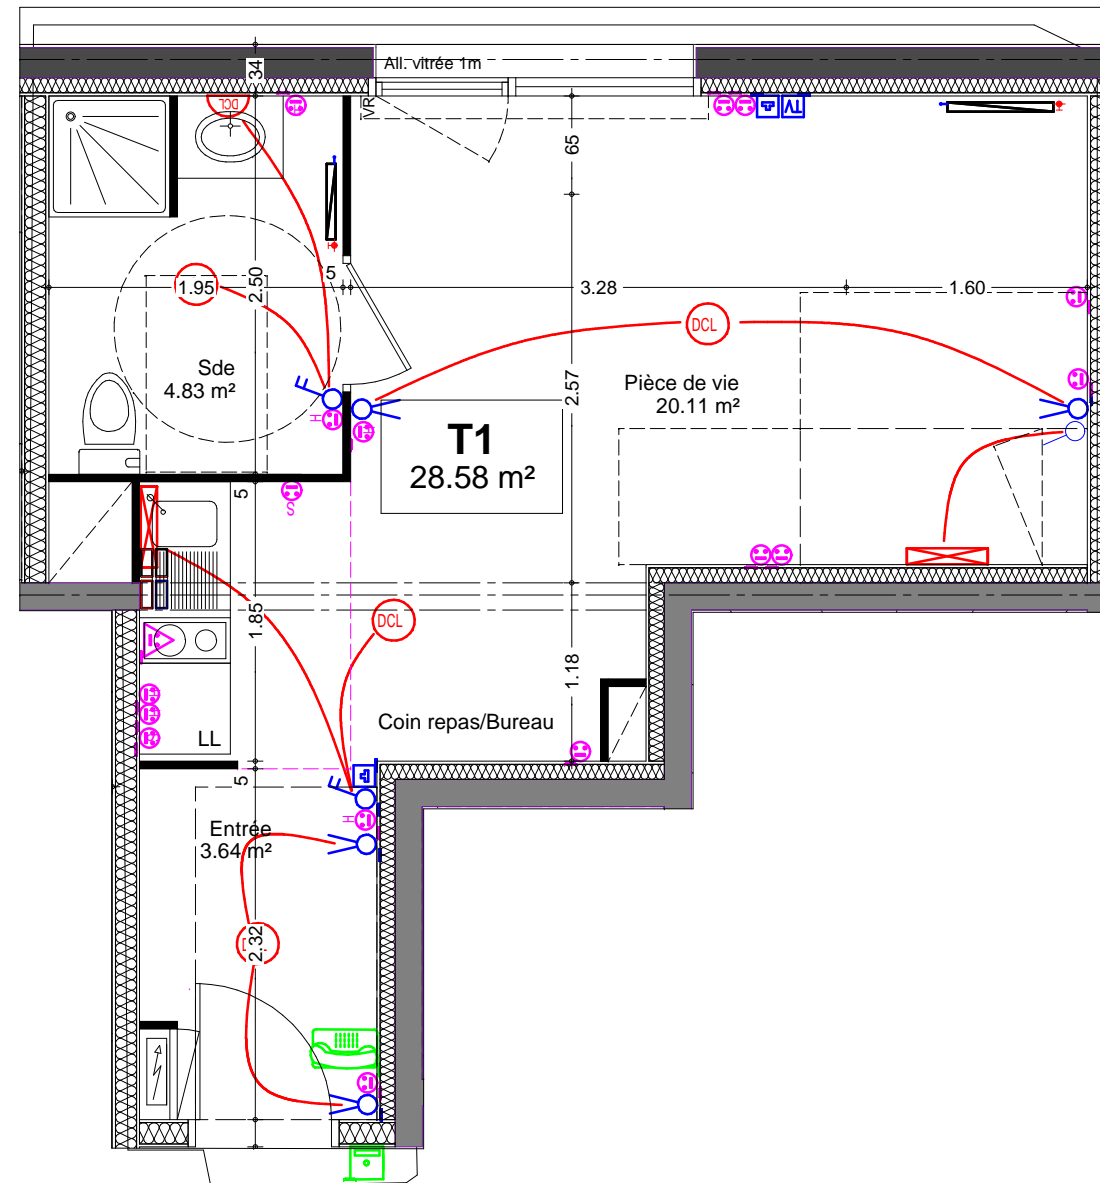 All. vitrée 1m
34
DCL
VR
TV
65
5
1.95
2.50
3.28
1.60
DCL
Sde
4.83 m²
2.57
Pièce de vie
20.11 m²
T1
28.58 m²
H
5
S
1.85
DCL
1.18
Coin repas/Bureau
LL
5
H
Entrée
3.64 m²
2.32